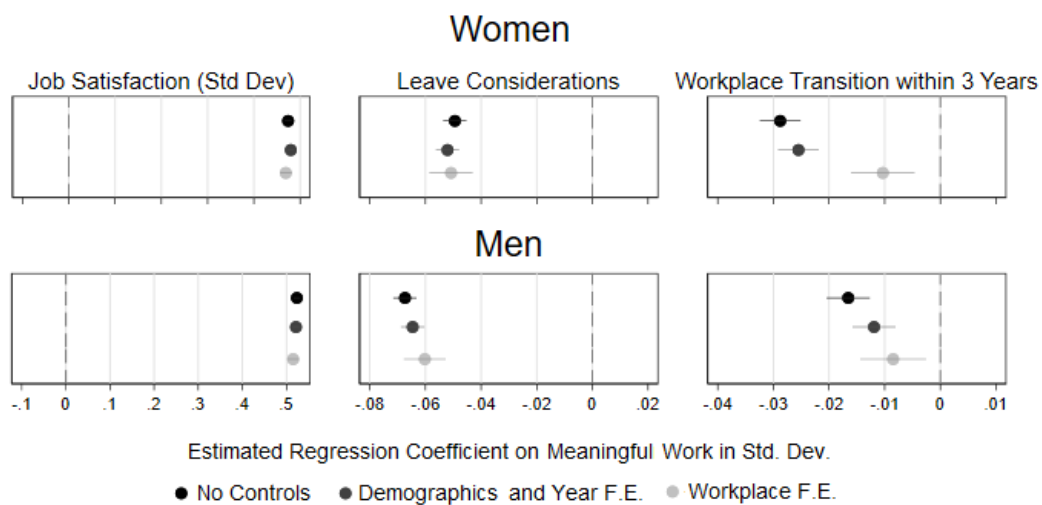 Women
Job Satisfaction (Std Dev) Leave Considerations Workplace Transition within 3 Years
Men
-.1 0 .1 .2 .3 .4 .5 -.08 -.06 -.04 -.02 0 .02 -.04 -.03 -.02 -.01 0 .01
Estimated Regression Coefficient on Meaningful Work in Std. Dev.
No Controls Demographics and Year F.E. Workplace F.E.